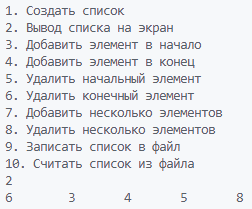 1. Создать список
2. Вывод списка на экран
3. Добавить элемент в начало
4. Добавить элемент в конец
5. Удалить начальный элемент
6. Удалить конечный элемент
7. Добавить несколько элементов
8. Удалить несколько элементов
9. Записать список в файл
10. Считать список из файла
2
6 3 4 5 8